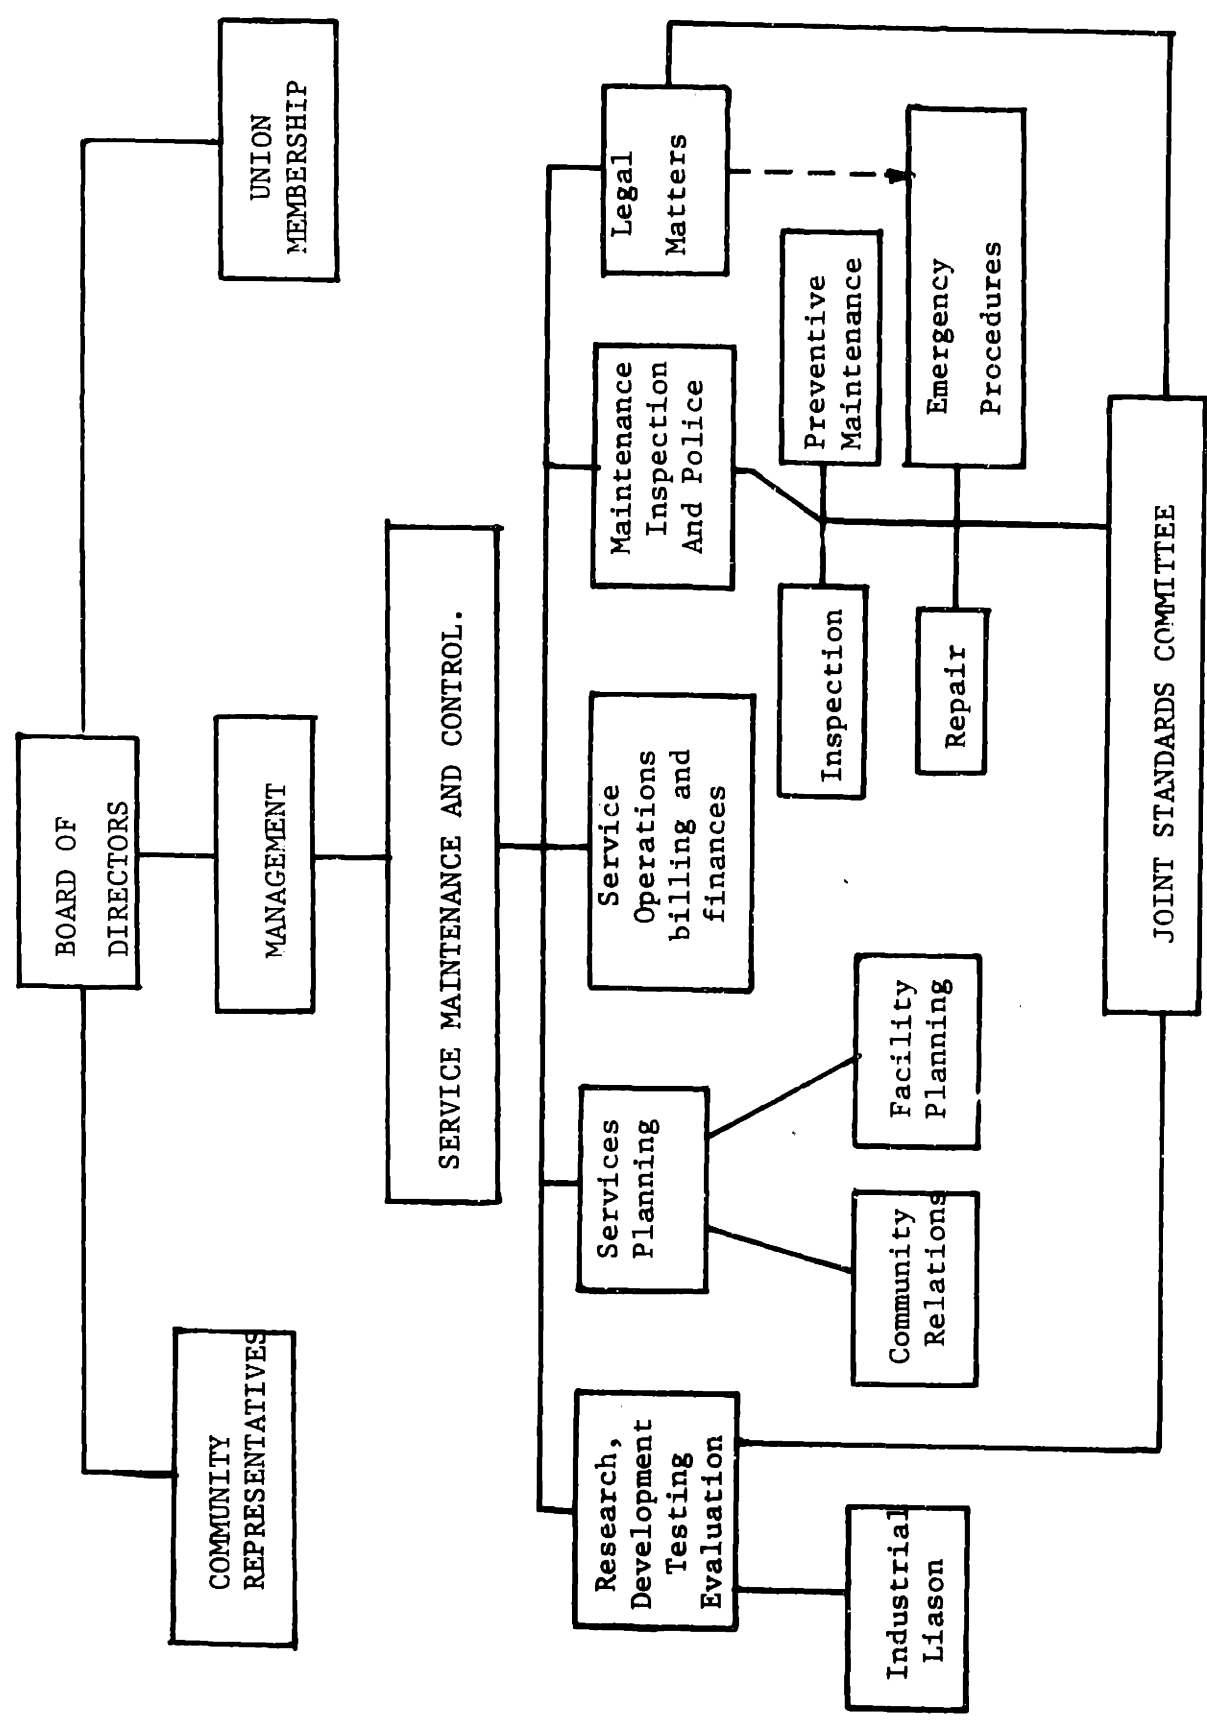 BOARD OF
DIRECTORS
COMMUNITY
REPRESENTATIVES
MANAGEMENT
UNION
MEMBERSHIP
SERVICE MAINTENANCE AND CONTROL.
Research,
Development
Testing
Evaluation
Services
Planning
Service
Operations
billing and
finances
Maintenance
Inspection
And Police
Legal
Matters
Industrial
Liason
Community
Relations
Facility
Planning
Inspection
Preventive
Maintenance
Repair
Emergency
Procedures
JOINT STANDARDS COMMITTEE